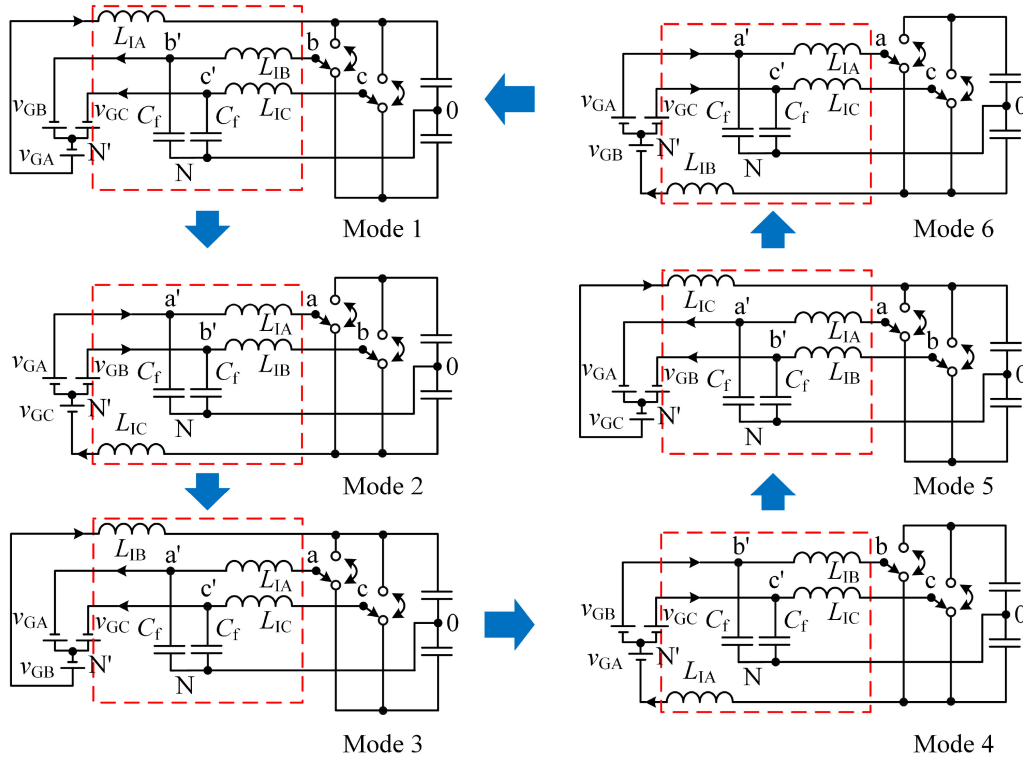 L_IA
b'
b
L_IB
c'
c
v_GB
v_GC
C_f
C_f
L_IC
0
v_GA
N'
N
Mode 1
a'
a
L_IA
b'
b
v_GA
v_GB
C_f
C_f
L_IB
0
v_GC
N'
N
L_IC
Mode 2
L_IB
a'
a
L_IA
c'
c
v_GA
v_GC
C_f
C_f
L_IC
0
v_GB
N'
N
Mode 3
b'
b
L_IB
c'
c
v_GB
v_GC
C_f
C_f
L_IC
0
v_GA
N'
N
L_IA
Mode 4
L_IC
a'
a
L_IA
b'
b
v_GA
v_GB
C_f
C_f
L_IB
0
v_GC
N'
N
Mode 5
a'
a
L_IA
c'
c
v_GA
v_GC
C_f
C_f
L_IC
0
v_GB
N'
N
L_IB
Mode 6